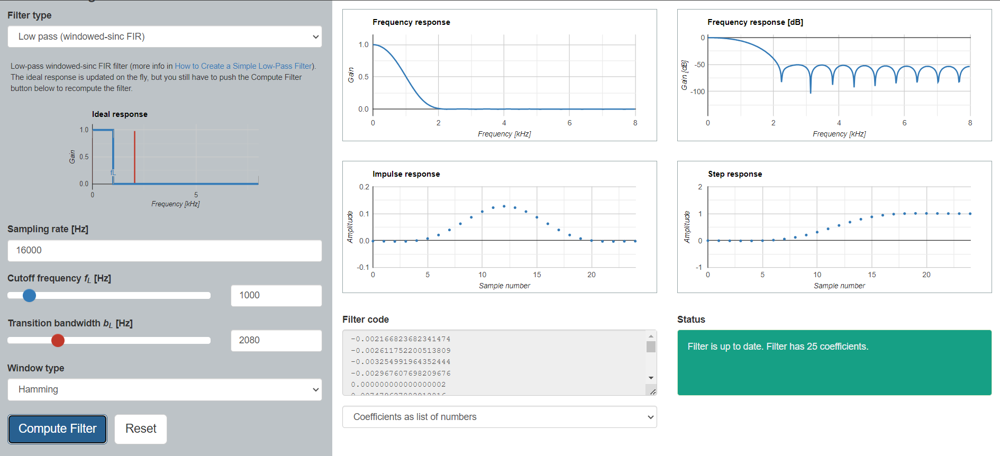 Filter type
Low pass (windowed-sinc FIR)
Low-pass windowed-sinc FIR filter (more info in How to Create a Simple Low-Pass Filter).
The ideal response is updated on the fly, but you still have to push the Compute Filter
button below to recompute the filter.
Ideal response
1.0
0.5
0.0
Gain
fL
0
5
Frequency [kHz]
Sampling rate [Hz]
16000
Cutoff frequency fL [Hz]
1000
Transition bandwidth bL [Hz]
2080
Window type
Hamming
Compute Filter
Reset
Frequency response
1.0
0.5
0.0
Gain
0 2 4 6 8
Frequency [kHz]
Frequency response [dB]
0
-50
-100
Gain [dB]
0 2 4 6 8
Frequency [kHz]
Impulse response
0.2
0.1
0.0
-0.1
Amplitude
0 5 10 15 20
Sample number
Step response
2
1
0
-1
Amplitude
0 5 10 15 20
Sample number
Filter code
-0.002166823682341474
-0.002611752200513809
-0.003254991964352444
-0.002967607698209676
0.000000000000000002
Coefficients as list of numbers
Status
Filter is up to date. Filter has 25 coefficients.